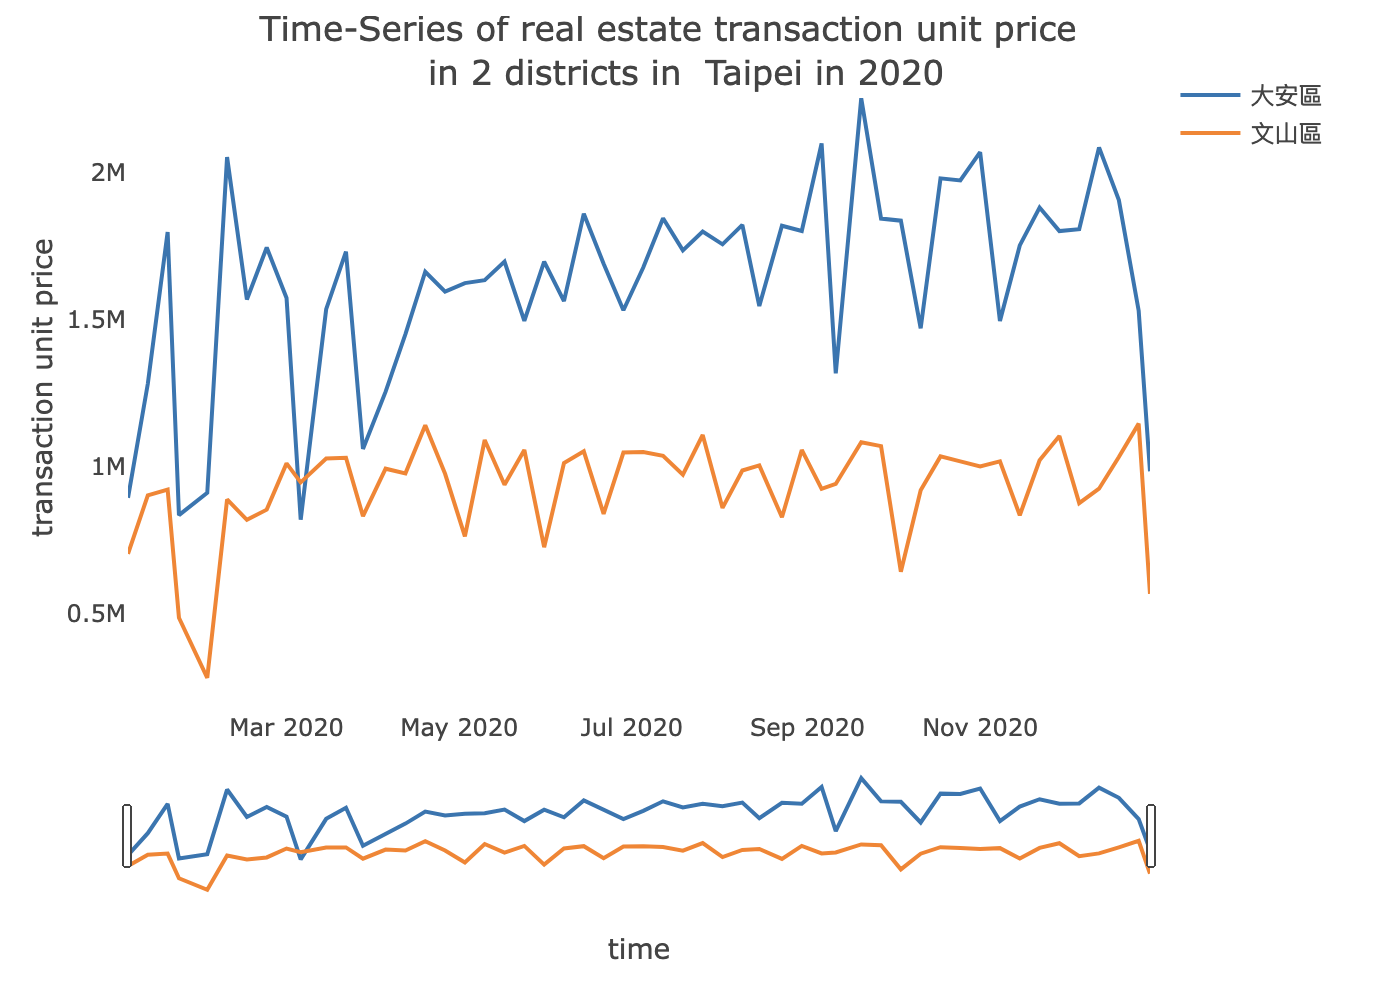 Time-Series of real estate transaction unit price
in 2 districts in  Taipei in 2020
大安區
文山區
2M
1.5M
1M
0.5M
transaction unit price
Mar 2020
May 2020
Jul 2020
Sep 2020
Nov 2020
time